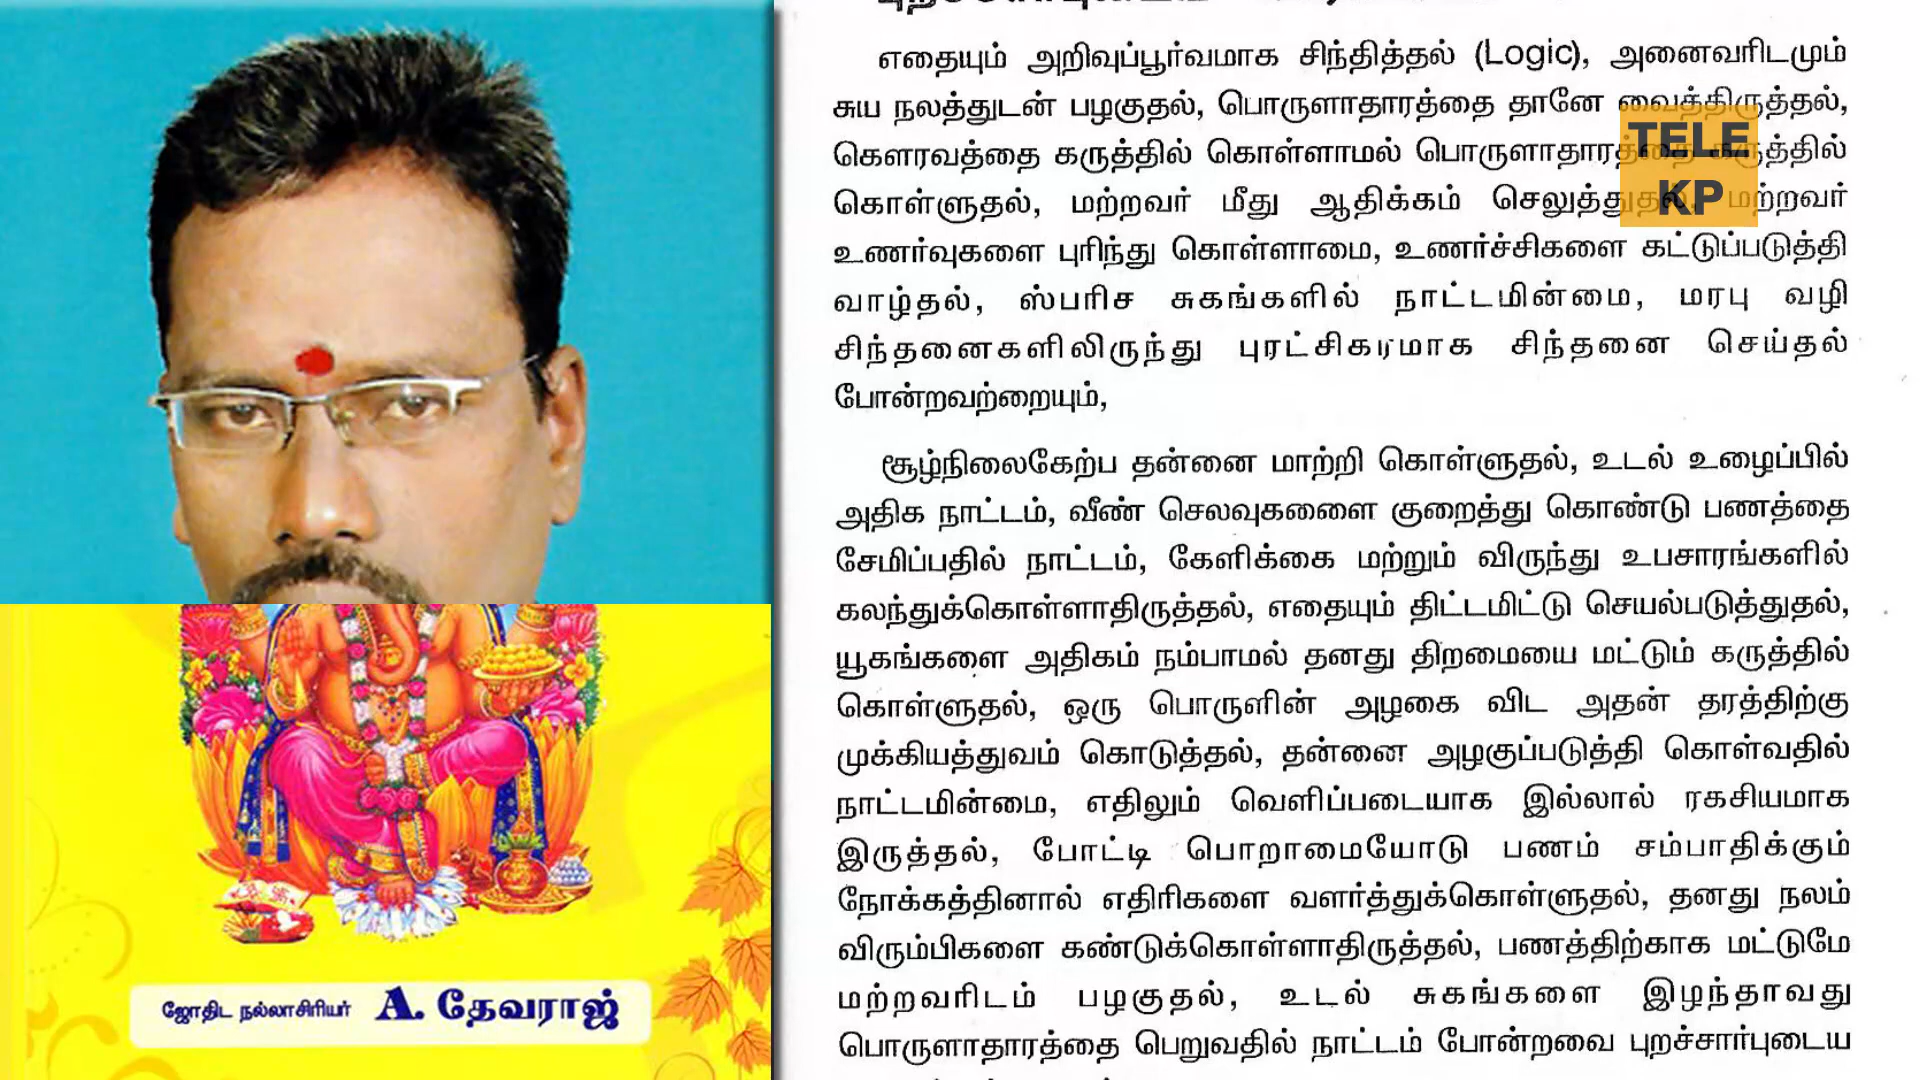 எதையும் அறிவுப்பூர்வமாக சிந்தித்தல் (Logic), அனைவரிடமும்
சுய நலத்துடன் பழகுதல், பொருளாதாரத்தை தானே வைத்திருத்தல்,
கௌரவத்தை கருத்தில் கொள்ளாமல் பொருளாதாரத்தை கருத்தில்
கொள்ளுதல், மற்றவர் மீது ஆதிக்கம் செலுத்துதல், மற்றவர்
உணர்வுகளை புரிந்து கொள்ளாமை, உணர்ச்சிகளை கட்டுப்படுத்தி
வாழ்தல், ஸ்பரிச சுகங்களில் நாட்டமின்மை, மரபு வழி
சிந்தனைகளிலிருந்து புரட்சிகரமாக சிந்தனை செய்தல்
போன்றவற்றையும்,
சூழ்நிலைகேற்ப தன்னை மாற்றி கொள்ளுதல், உடல் உழைப்பில்
அதிக நாட்டம், வீண் செலவுகளை குறைத்து கொண்டு பணத்தை
சேமிப்பதில் நாட்டம், கேளிக்கை மற்றும் விருந்து உபசாரங்களில்
கலந்துக்கொள்ளாதிருத்தல், எதையும் திட்டமிட்டு செயல்படுத்துதல்,
யூகங்களை அதிகம் நம்பாமல் தனது திறமையை மட்டும் கருத்தில்
கொள்ளுதல், ஒரு பொருளின் அழகை விட அதன் தரத்திற்கு
முக்கியத்துவம் கொடுத்தல், தன்னை அழகுப்படுத்தி கொள்வதில்
நாட்டமின்மை, எதிலும் வெளிப்படையாக இல்லால் ரகசியமாக
இருத்தல், போட்டி பொறாமையோடு பணம் சம்பாதிக்கும்
நோக்கத்தினால் எதிரிகளை வளர்த்துக்கொள்ளுதல், தனது நலம்
விரும்பிகளை கண்டுக்கொள்ளாதிருத்தல், பணத்திற்காக மட்டுமே
மற்றவரிடம் பழகுதல், உடல் சுகங்களை இழந்தாவது
பொருளாதாரத்தை பெறுவதில் நாட்டம் போன்றவை புறச்சார்புடைய
TELE
KP
ஜோதிட நல்லாசிரியர் A. தேவராஜ்